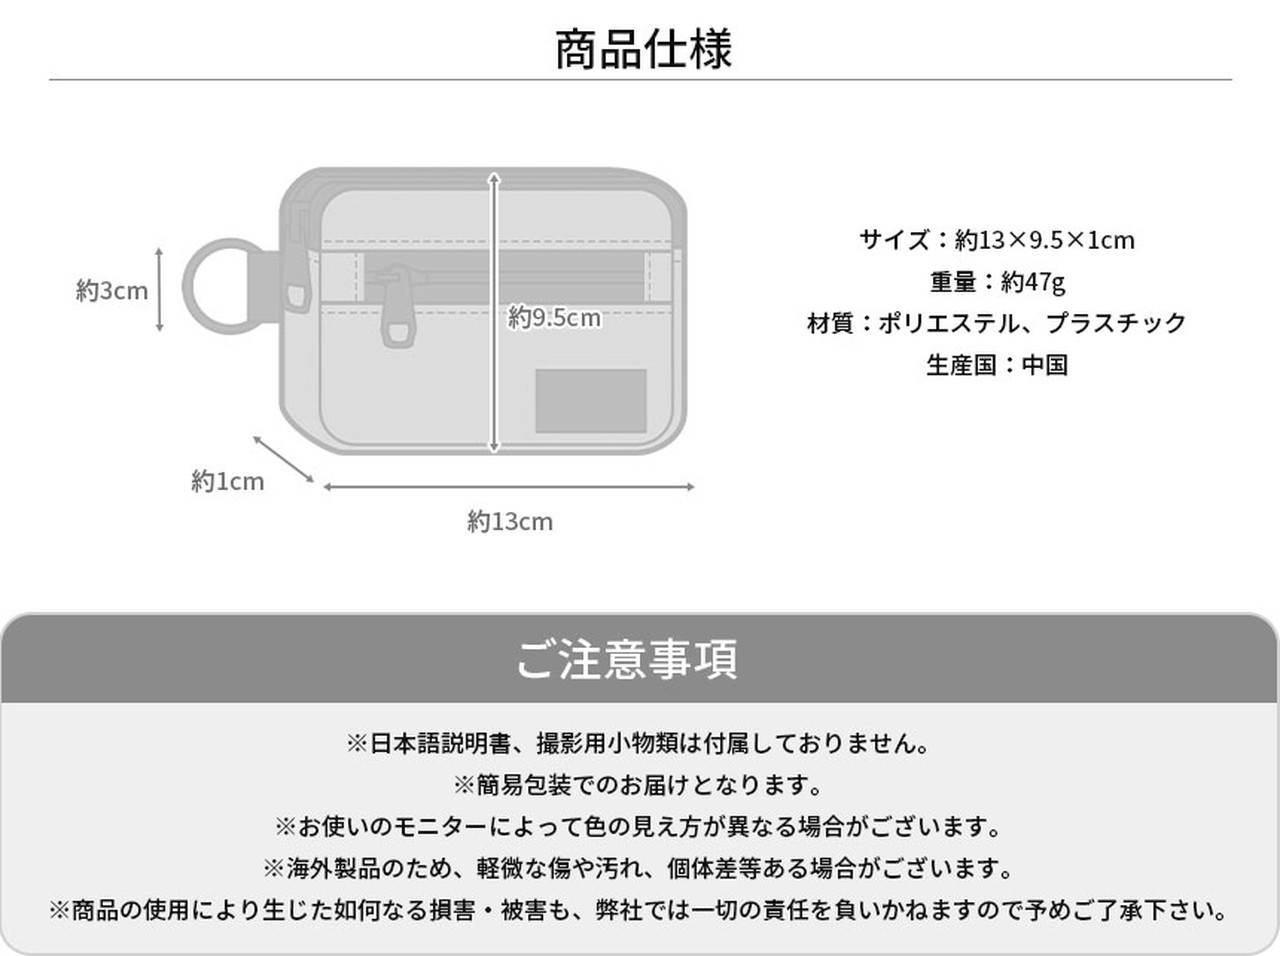 商品仕様
約3cm
約9.5cm
約1cm
約13cm
サイズ：約13×9.5×1cm
重量：約47g
材質：ポリエステル、プラスチック
生産国：中国
ご注意事項
※日本語説明書、撮影用小物類は付属しておりません。
※簡易包装でのお届けとなります。
※お使いのモニターによって色の見え方が異なる場合がございます。
※海外製品のため、軽微な傷や汚れ、個体差等ある場合がございます。
※商品の使用により生じた如何なる損害・被害も、弊社では一切の責任を負いかねますので予めご了承下さい。